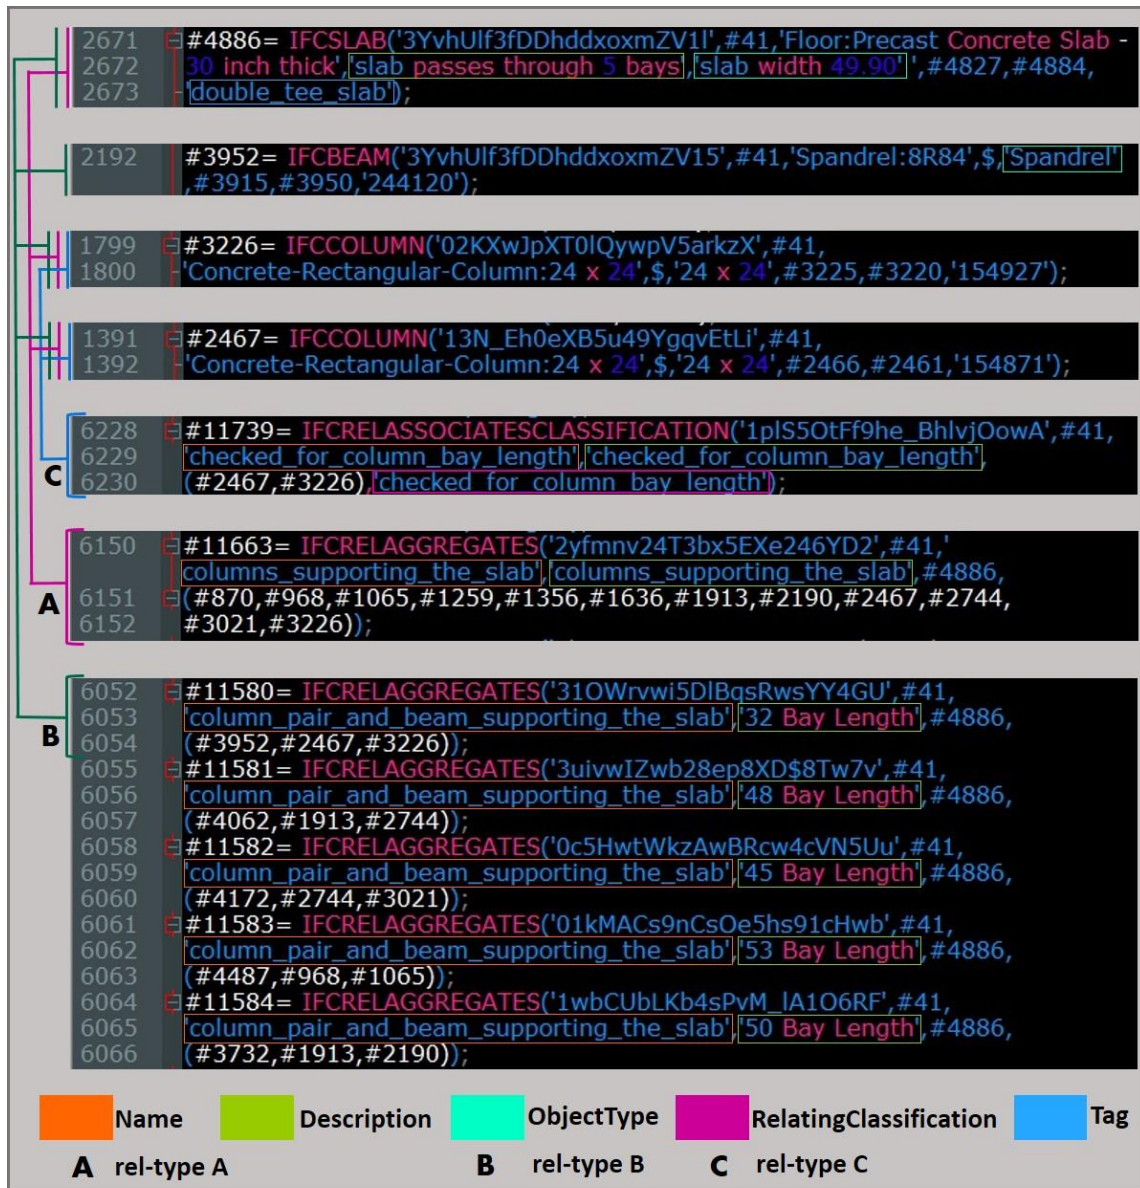 2671 #4886= IFCSLAB('3YvhUlf3fDDhddxoxmZV1l',#41,'Floor:Precast Concrete Slab -
2672 30 inch thick','slab passes through 5 bays','slab width 49.90' ',#4827,#4884,
2673 'double_tee_slab');
2192 #3952= IFCBEAM('3YvhUlf3fDDhddxoxmZV15',#41,'Spandrel:8R84',$,'Spandrel'
,#3915,#3950,'244120');
1799 #3226= IFCCOLUMN('02KXwJpXT0lQywpV5arkzX',#41,
1800 'Concrete-Rectangular-Column:24 x 24',$,'24 x 24',#3225,#3220,'154927');
1391 #2467= IFCCOLUMN('13N_Eh0eXB5u49YgqvEtLi',#41,
1392 'Concrete-Rectangular-Column:24 x 24',$,'24 x 24',#2466,#2461,'154871');
6228 #11739= IFCRELASSOCIATESCLASSIFICATION('1plS5OtFf9he_BhlvjOowA',#41,
6229 'checked_for_column_bay_length','checked_for_column_bay_length',
C 6230 (#2467,#3226),'checked_for_column_bay_length');
6150 #11663= IFCRELAGGREGATES('2yfmnv24T3bx5EXe246YD2',#41,'
columns_supporting_the_slab','columns_supporting_the_slab',#4886,
A 6151 (#870,#968,#1065,#1259,#1356,#1636,#1913,#2190,#2467,#2744,
6152 #3021,#3226));
6052 #11580= IFCRELAGGREGATES('31OWrvwi5DlBqsRwsYY4GU',#41,
6053 'column_pair_and_beam_supporting_the_slab','32 Bay Length',#4886,
B 6054 (#3952,#2467,#3226));
6055 #11581= IFCRELAGGREGATES('3uivwIZwb28ep8XD$8Tw7v',#41,
6056 'column_pair_and_beam_supporting_the_slab','48 Bay Length',#4886,
6057 (#4062,#1913,#2744));
6058 #11582= IFCRELAGGREGATES('0c5HwtWkzAwBRcw4cVN5Uu',#41,
6059 'column_pair_and_beam_supporting_the_slab','45 Bay Length',#4886,
6060 (#4172,#2744,#3021));
6061 #11583= IFCRELAGGREGATES('01kMACs9nCsOe5hs91cHwb',#41,
6062 'column_pair_and_beam_supporting_the_slab','53 Bay Length',#4886,
6063 (#4487,#968,#1065));
6064 #11584= IFCRELAGGREGATES('1wbCUbLKb4sPvM_lA1O6RF',#41,
6065 'column_pair_and_beam_supporting_the_slab','50 Bay Length',#4886,
6066 (#3732,#1913,#2190));
Name Description ObjectType RelatingClassification Tag
A rel-type A B rel-type B C rel-type C